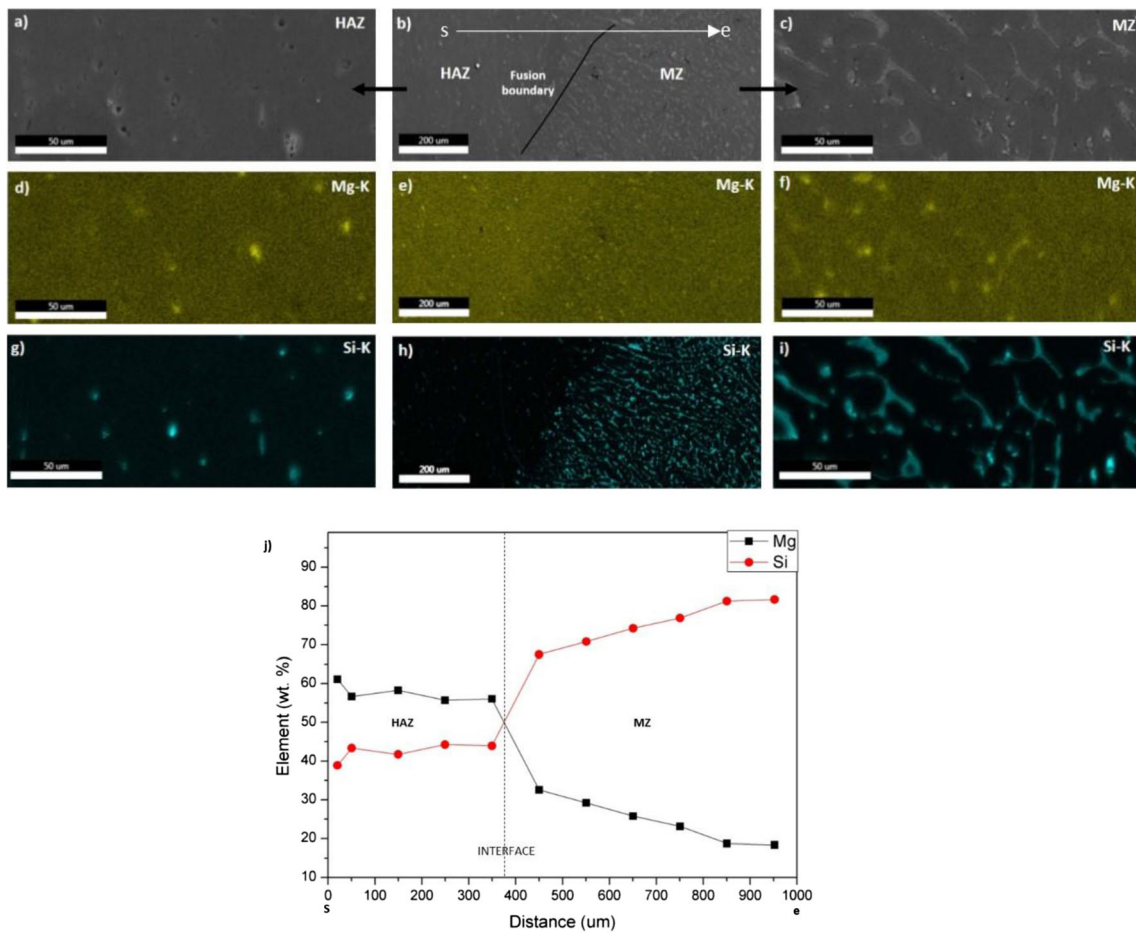 a) HAZ
50 um
b) s e
HAZ Fusion boundary MZ
200 um
c) MZ
50 um
d) Mg-K
50 um
e) Mg-K
200 um
f) Mg-K
50 um
g) Si-K
50 um
h) Si-K
200 um
i) Si-K
50 um
j)
Mg
Si
90
80
70
60
50
40
30
20
10
Element (wt. %)
HAZ
MZ
INTERFACE
0 100 200 300 400 500 600 700 800 900 1000
s e
Distance (um)